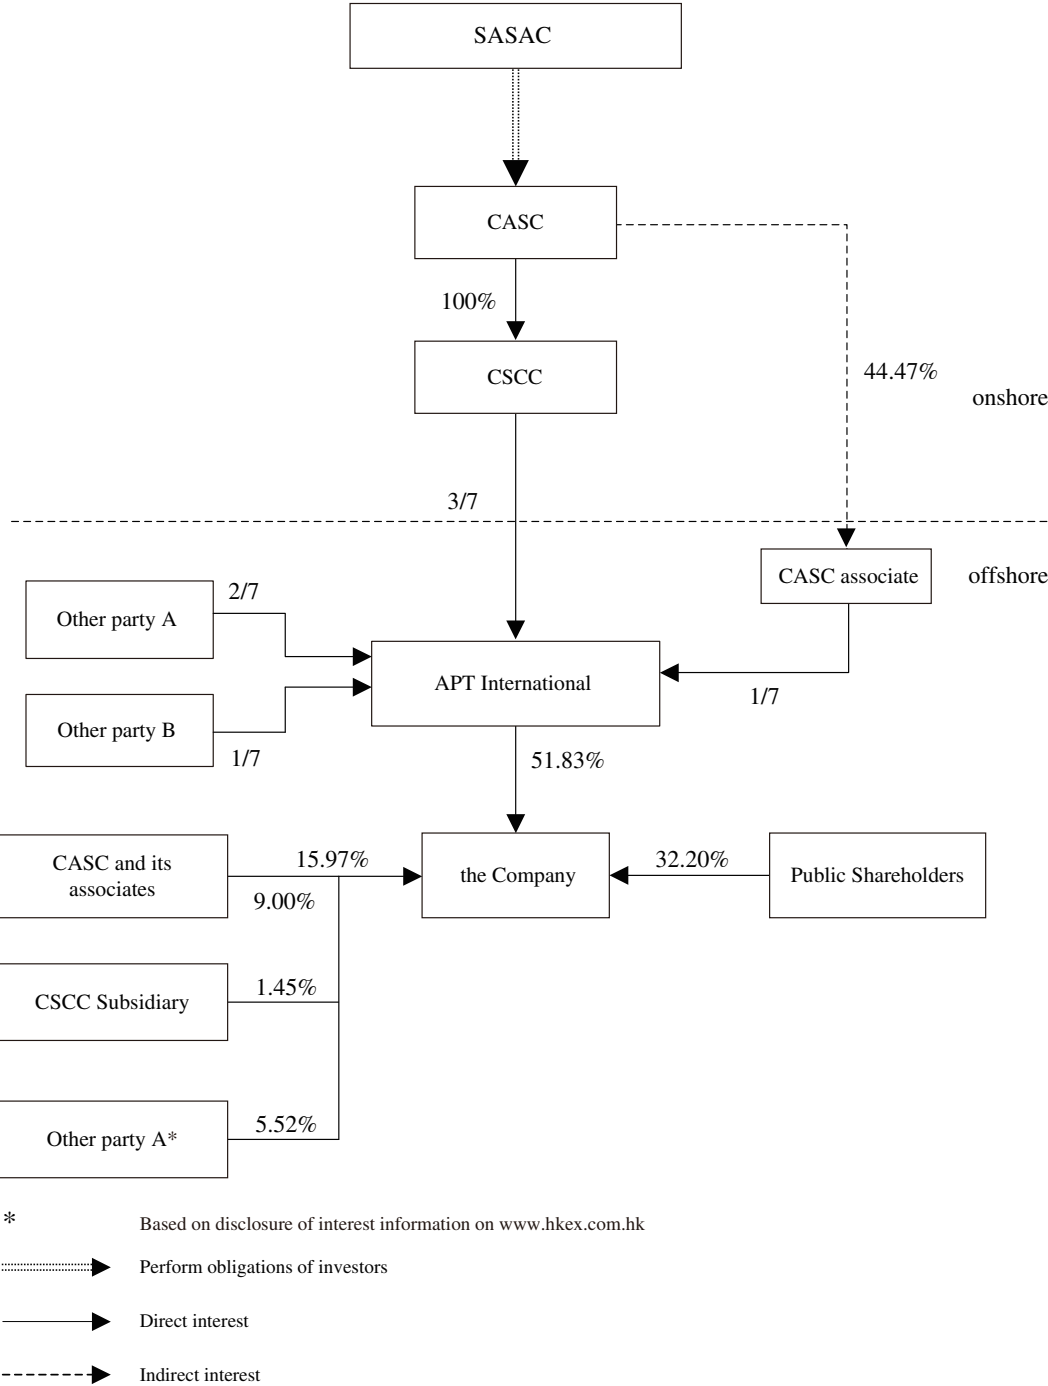 SASAC
CASC
100%
CSCC
44.47%
onshore
3/7
CASC associate
offshore
2/7
Other party A
APT International
1/7
Other party B
1/7
51.83%
CASC and its
associates
15.97%
9.00%
the Company
32.20%
Public Shareholders
CSCC Subsidiary
1.45%
Other party A*
5.52%
* Based on disclosure of interest information on www.hkex.com.hk
Perform obligations of investors
Direct interest
Indirect interest